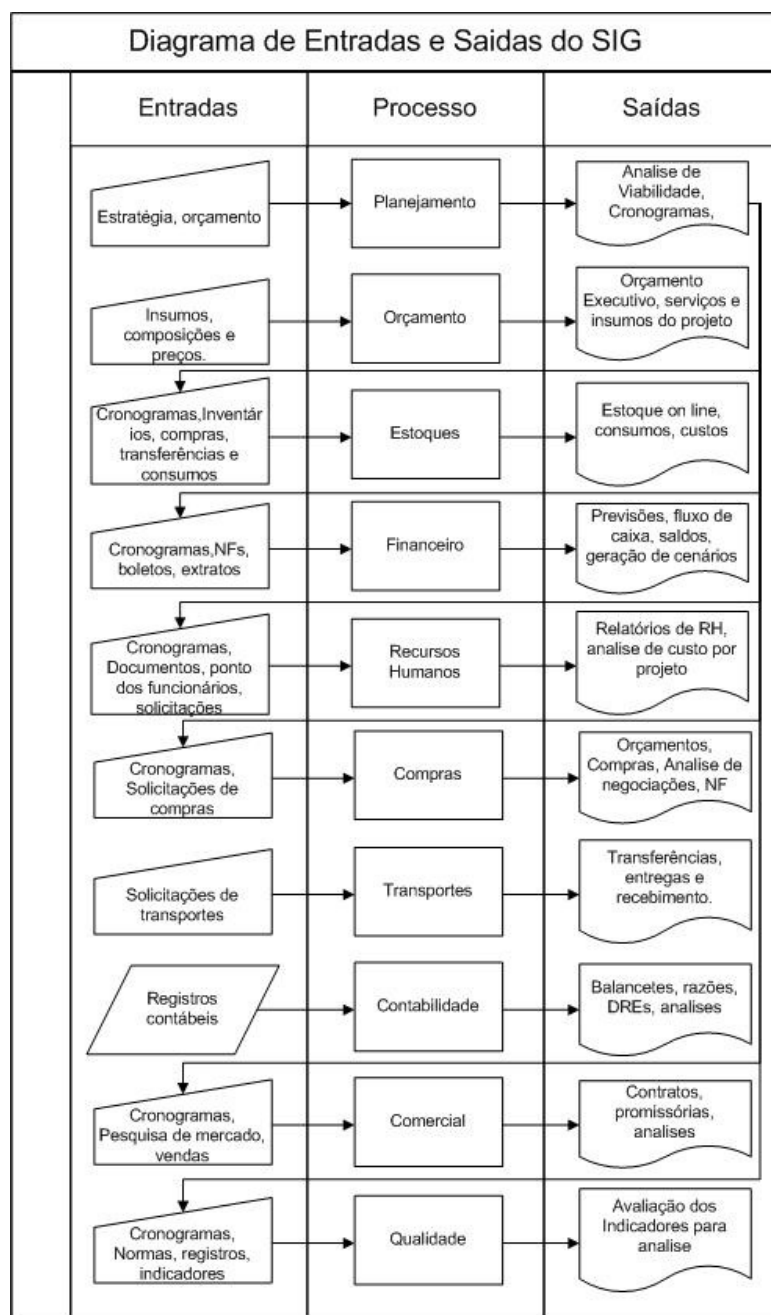 Diagrama de Entradas e Saidas do SIG
Entradas
Processo
Saídas
Estratégia, orçamento
Planejamento
Analise de
Viabilidade,
Cronogramas,
Insumos,
composições e
preços.
Orçamento
Orçamento
Executivo, serviços e
insumos do projeto
Cronogramas,Inventár
ios, compras,
transferências e
consumos
Estoques
Estoque on line,
consumos, custos
Cronogramas,NFs,
boletos, extratos
Financeiro
Previsões, fluxo de
caixa, saldos,
geração de cenários
Cronogramas,
Documentos, ponto
dos funcionários,
solicitações
Recursos
Humanos
Relatórios de RH,
analise de custo por
projeto
Cronogramas,
Solicitações de
compras
Compras
Orçamentos,
Compras, Analise de
negociações, NF
Solicitações de
transportes
Transportes
Transferências,
entregas e
recebimento.
Registros
contábeis
Contabilidade
Balancetes, razões,
DREs, analises
Cronogramas,
Pesquisa de mercado,
vendas
Comercial
Contratos,
promissórias,
analises
Cronogramas,
Normas, registros,
indicadores
Qualidade
Avaliação dos
Indicadores para
analise